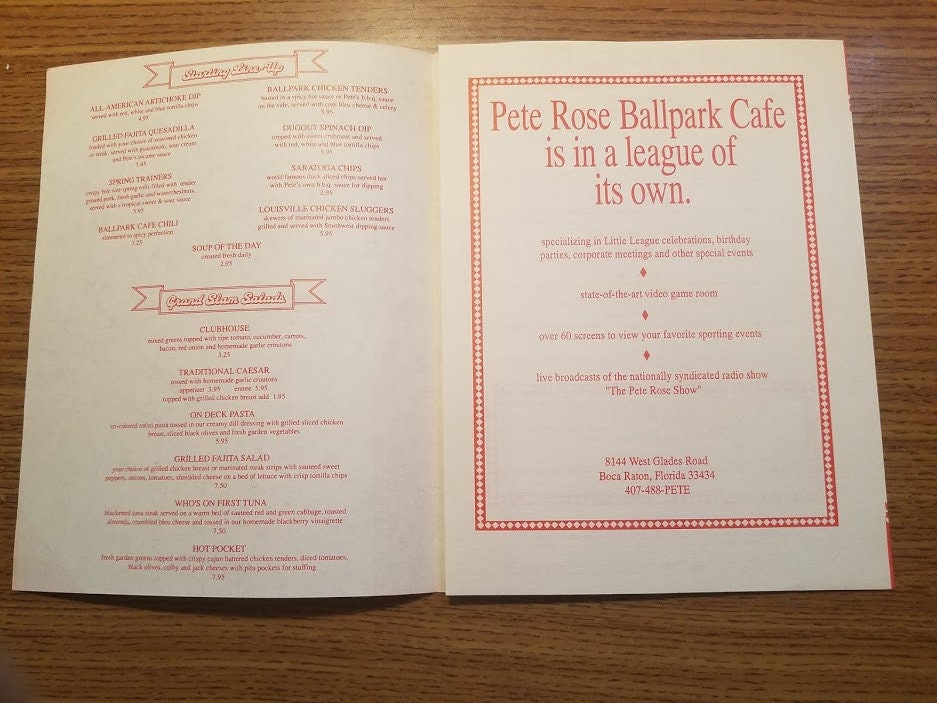 Starting Line-Up
ALL-AMERICAN ARTICHOKE DIP
served with red, white and blue tortilla chips
4.95
GRILLED FAJITA QUESADILLA
loaded with your choice of seasoned chicken
or steak, served with guacamole, sour cream
and Pete's picante sauce
7.45
SPRING TRAINERS
crispy bite size spring rolls filled with tender
ground pork, fresh garlic and waterchestnuts,
served with a tropical sweet & sour sauce
5.95
BALLPARK CAFE CHILI
simmered to spicy perfection
3.25
BALLPARK CHICKEN TENDERS
basted in a spicy hot sauce or Pete's b.b.q. sauce
on the side, served with cool bleu cheese & celery
5.95
DUGOUT SPINACH DIP
topped with sweet crabmeat and served
with red, white and blue tortilla chips
5.95
SARATOGA CHIPS
world famous thick sliced chips served hot
with Pete's own b.b.q. sauce for dipping
2.95
LOUISVILLE CHICKEN SLUGGERS
skewers of marinated jumbo chicken tenders
grilled and served with Southwest dipping sauce
5.95
SOUP OF THE DAY
created fresh daily
2.95
Grand Slam Salads
CLUBHOUSE
mixed greens topped with ripe tomato, cucumber, carrots,
bacon, red onion and homemade garlic croutons
3.25
TRADITIONAL CAESAR
tossed with homemade garlic croutons
appetizer 3.95 entree 5.95
topped with grilled chicken breast add 1.95
ON DECK PASTA
tri-colored rotini pasta tossed in our creamy dill dressing with grilled sliced chicken
breast, sliced black olives and fresh garden vegetables
5.95
GRILLED FAJITA SALAD
your choice of grilled chicken breast or marinated steak strips with sauteed sweet
peppers, onions, tomatoes, shredded cheese on a bed of lettuce with crisp tortilla chips
7.50
WHO'S ON FIRST TUNA
blackened tuna steak served on a warm bed of sauteed red and green cabbage, toasted
almonds, crumbled bleu cheese and tossed in our homemade blackberry vinaigrette
7.50
HOT POCKET
fresh garden greens topped with crispy cajun battered chicken tenders, diced tomatoes,
black olives, colby and jack cheeses with pita pockets for stuffing
7.95
Pete Rose Ballpark Cafe
is in a league of
its own.
specializing in Little League celebrations, birthday
parties, corporate meetings and other special events
state-of-the-art video game room
over 60 screens to view your favorite sporting events
live broadcasts of the nationally syndicated radio show
"The Pete Rose Show"
8144 West Glades Road
Boca Raton, Florida 33434
407-488-PETE